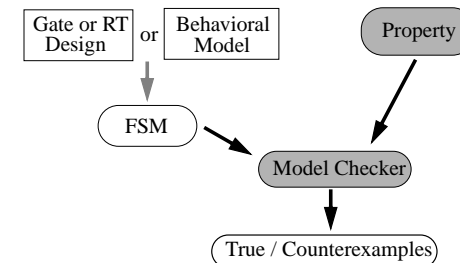 Gate or RT
Design
or
Behavioral
Model
Property
FSM
Model Checker
True / Counterexamples